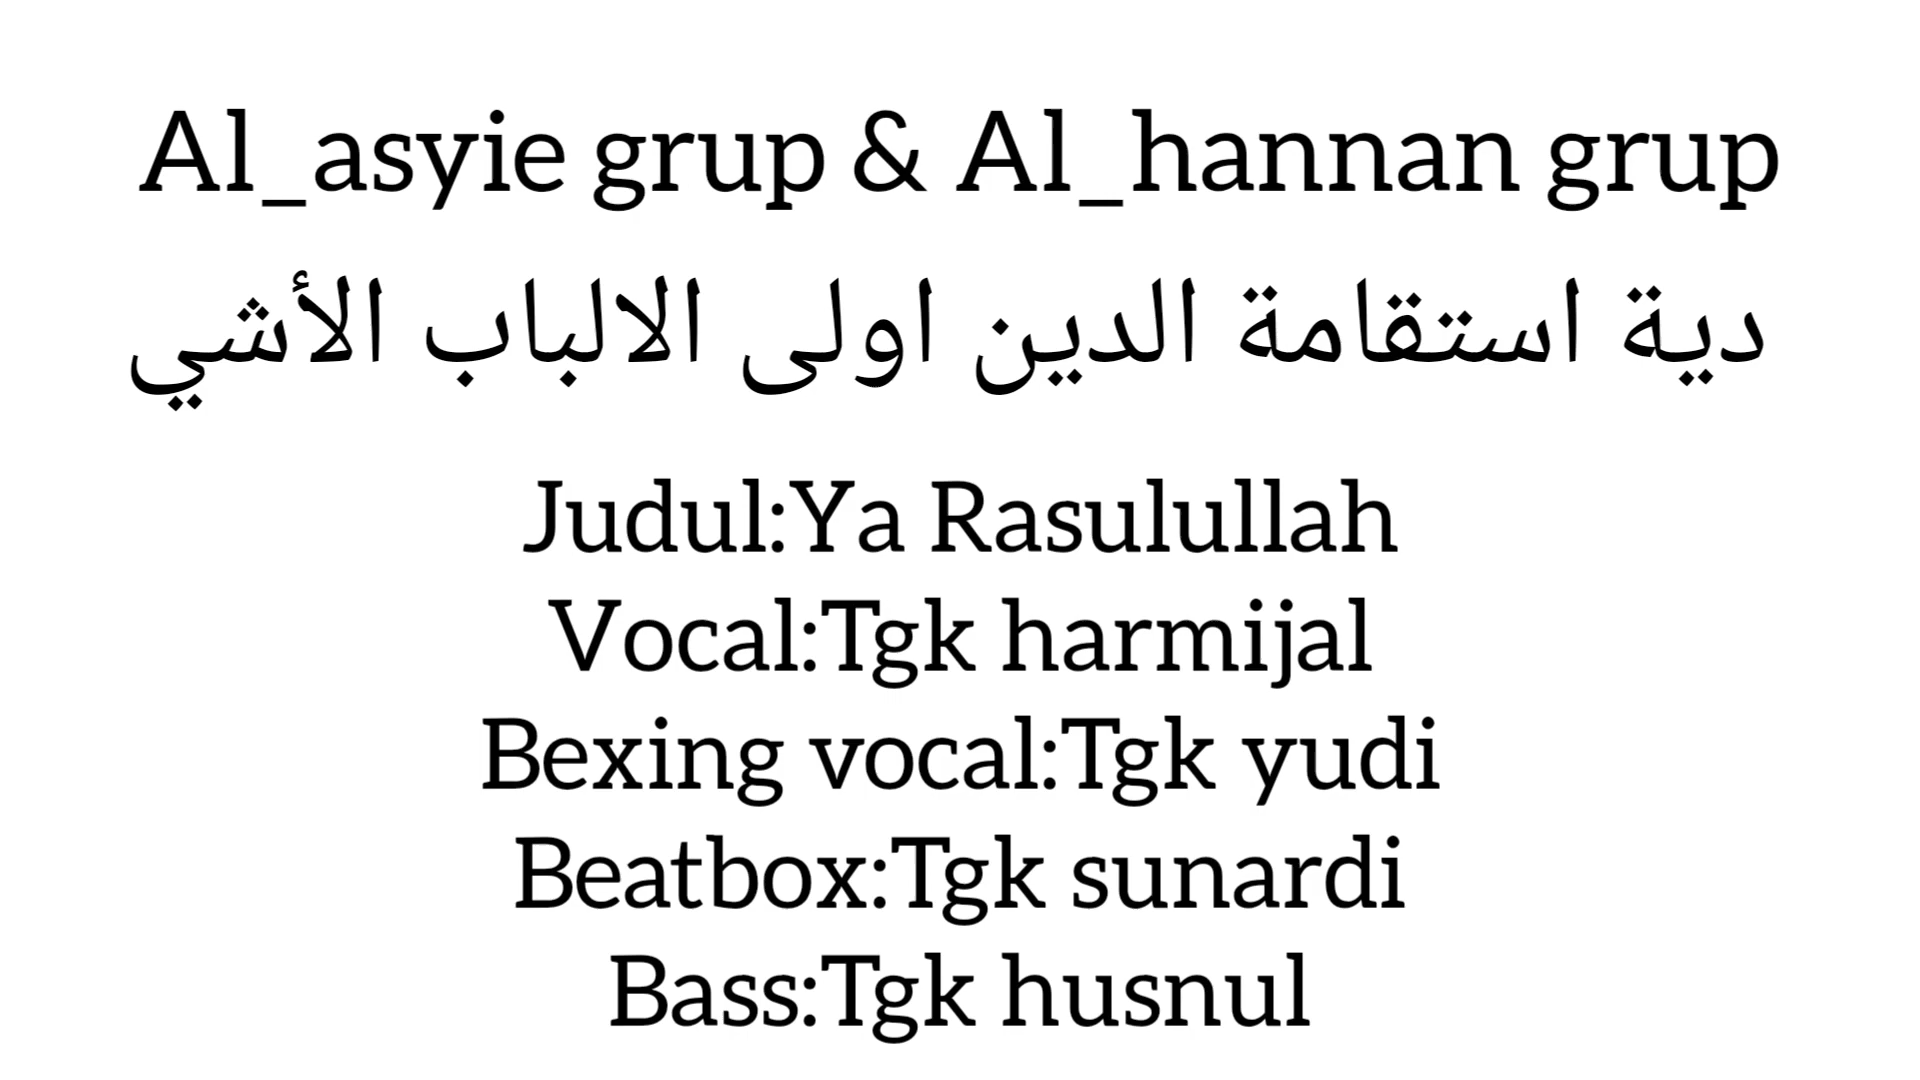 Al_asyie grup & Al_hannan grup
دية استقامة الدين اولى الالباب الأشي
Judul:Ya Rasulullah
Vocal:Tgk harmijal
Bexing vocal:Tgk yudi
Beatbox:Tgk sunardi
Bass:Tgk husnul